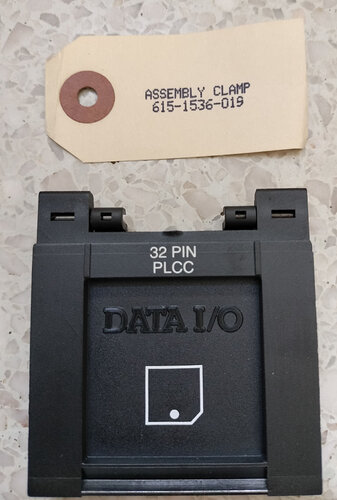 ASSEMBLY CLAMP
615-1536-019
32 PIN
PLCC
DATA I/O